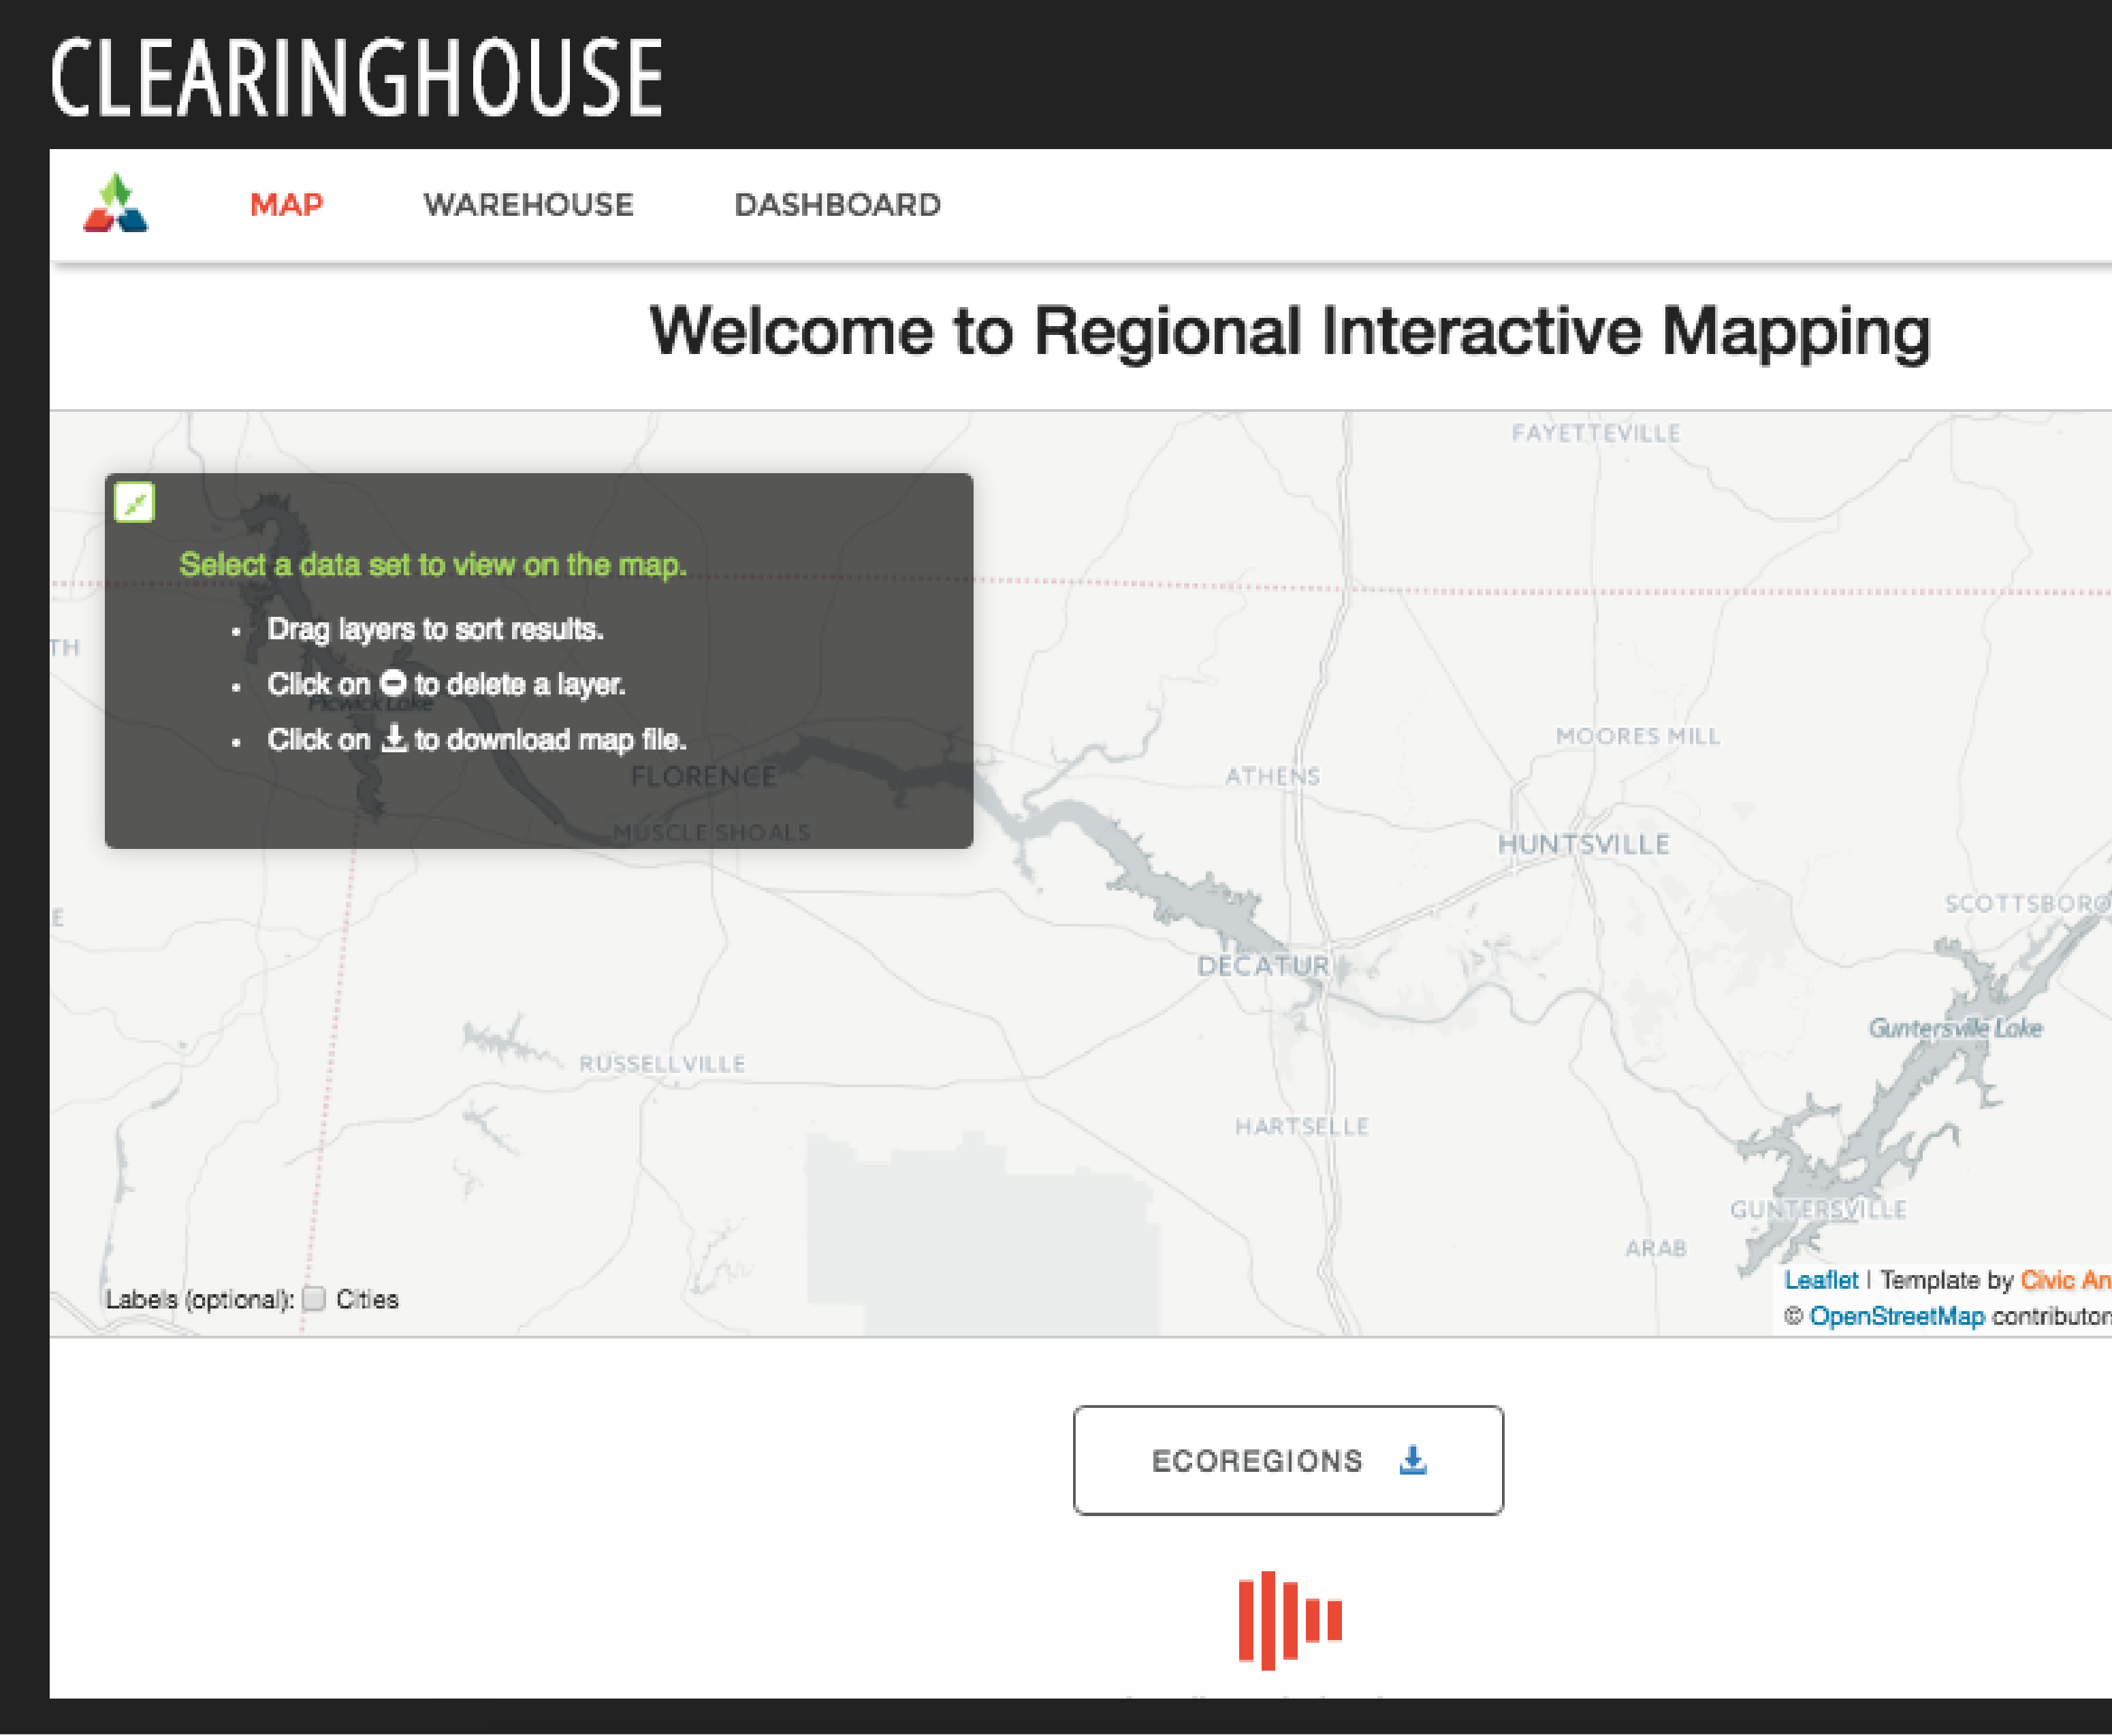 CLEARINGHOUSE
MAP WAREHOUSE DASHBOARD
Welcome to Regional Interactive Mapping
FAYETTEVILLE
Select a data set to view on the map.
• Drag layers to sort results.
TH
• Click on to delete a layer.
Pickwick Lake
• Click on to download map file.
MOORES MILL
FLORENCE
ATHENS
MUSCLE SHOALS
HUNTSVILLE
SCOTTSBORO
E
DECATUR
Guntersville Lake
RUSSELLVILLE
HARTSELLE
GUNTERSVILLE
ARAB
Leaflet | Template by Civic An
Labels (optional): Cities
© OpenStreetMap contributor
ECOREGIONS